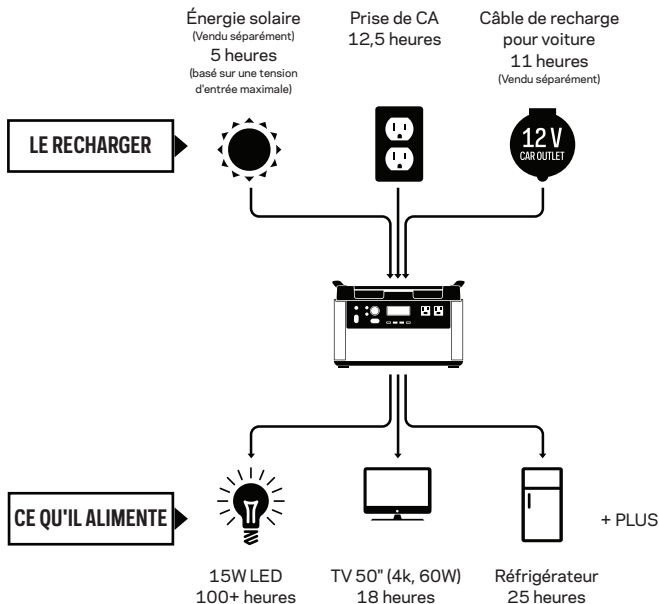 Énergie solaire
(Vendu séparément)
5 heures
(basé sur une tension
d'entrée maximale)
Prise de CA
12,5 heures
Câble de recharge
pour voiture
11 heures
(Vendu séparément)
LE RECHARGER
12 V
CAR OUTLET
CE QU'IL ALIMENTE
+ PLUS
15W LED
100+ heures
TV 50" (4k, 60W)
18 heures
Réfrigérateur
25 heures